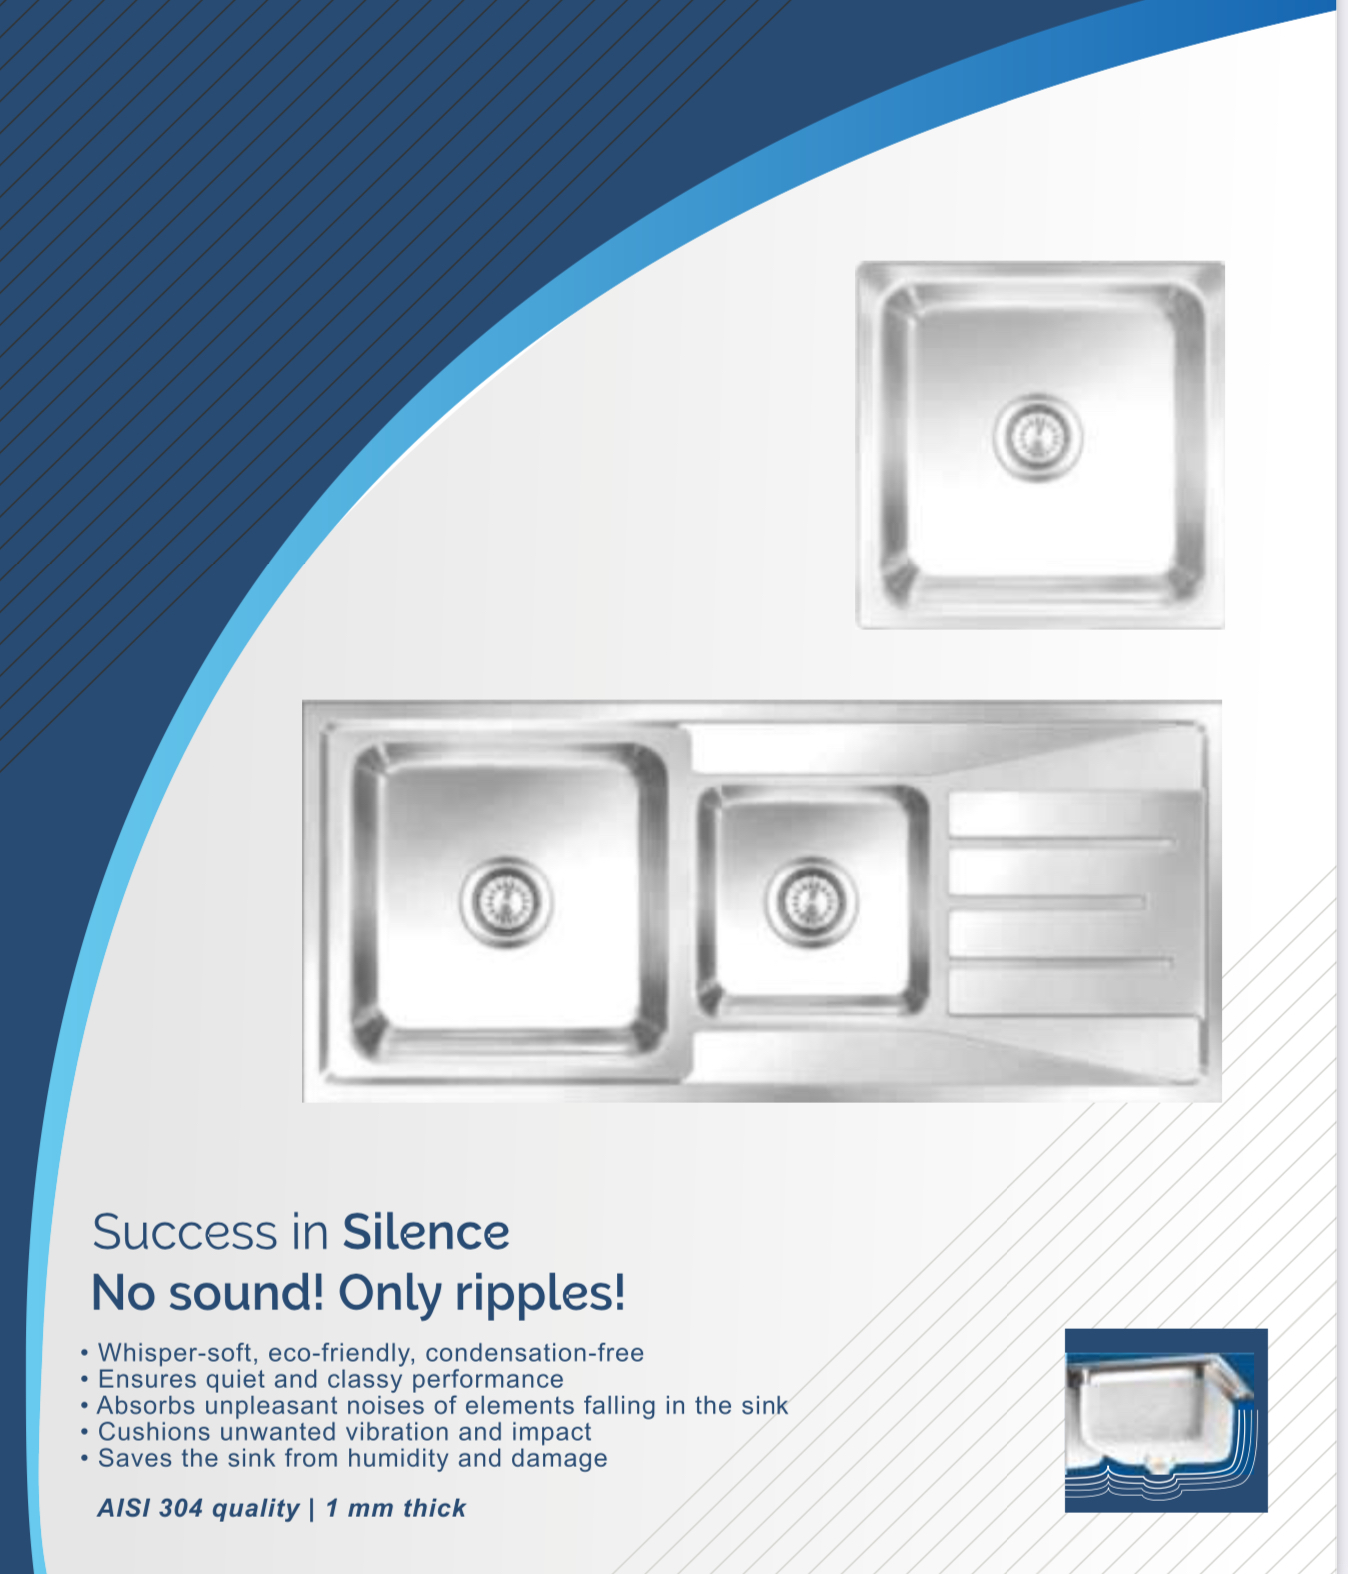 Success in Silence
No sound! Only ripples!
• Whisper-soft, eco-friendly, condensation-free
• Ensures quiet and classy performance
• Absorbs unpleasant noises of elements falling in the sink
• Cushions unwanted vibration and impact
• Saves the sink from humidity and damage
AISI 304 quality | 1 mm thick